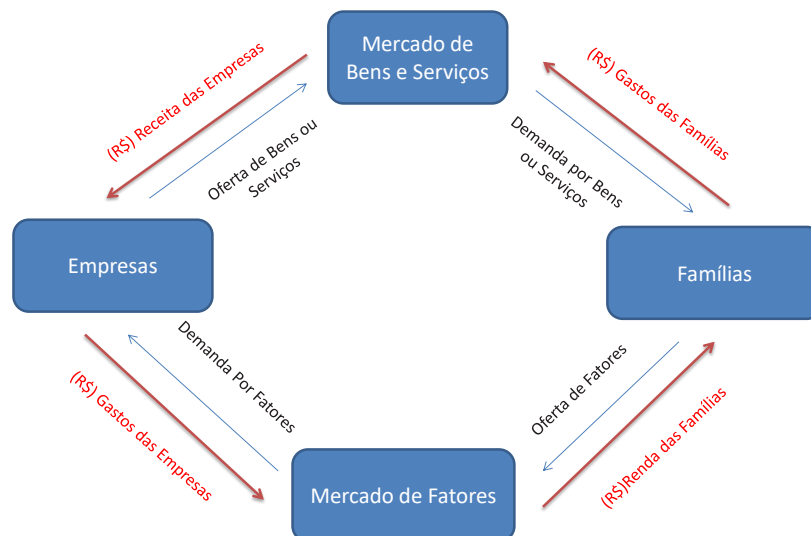 Mercado de
Bens e Serviços
(R$) Receita das Empresas
(R$) Gastos das Famílias
Oferta de Bens ou
Serviços
Demanda por Bens
ou Serviços
Empresas
Famílias
Demanda Por Fatores
Oferta de Fatores
(R$) Gastos das Empresas
(R$)Renda das Famílias
Mercado de Fatores